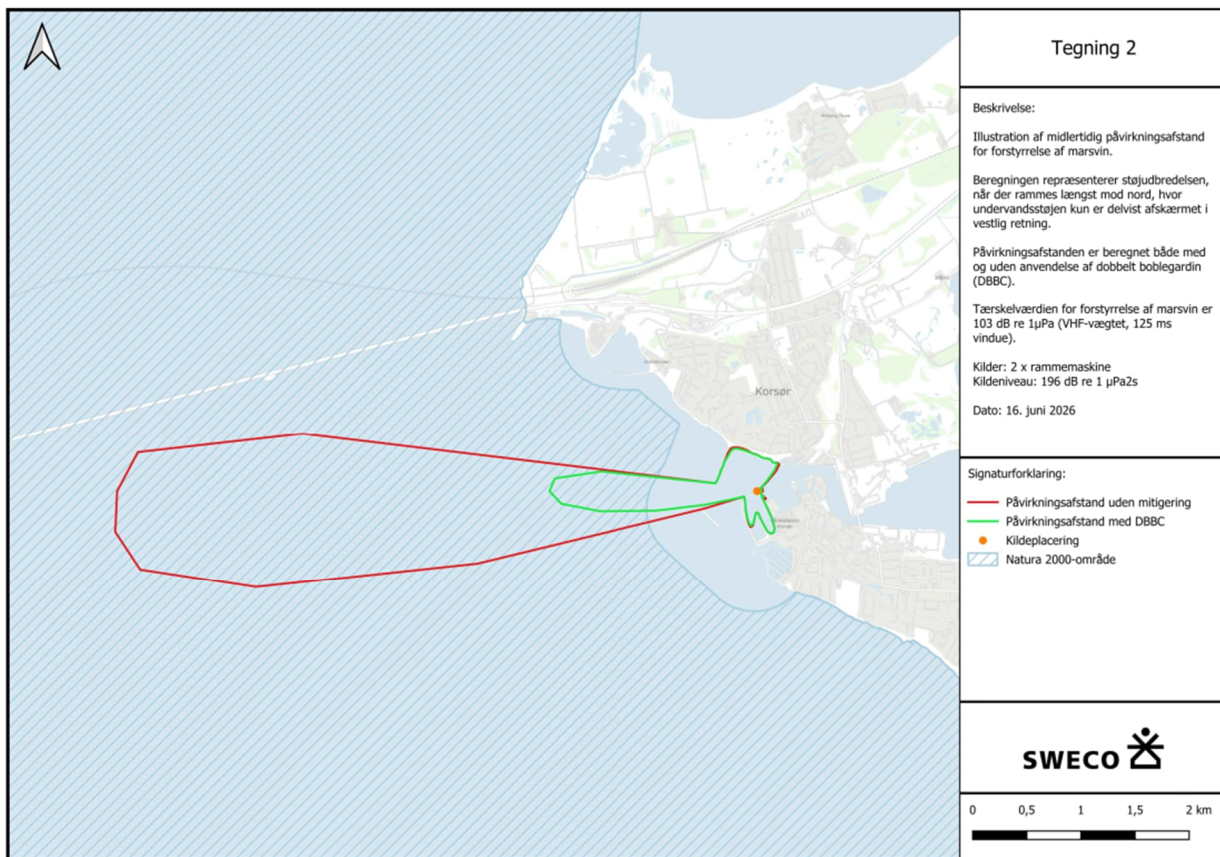 Tegning 2
Beskrivelse:
Illustration af midlertidig påvirkningsafstand
for forstyrrelse af marsvin.
Beregningen repræsenterer støjudbredelsen,
når der rammes længst mod nord, hvor
undervandsstøjen kun er delvist afskærmet i
vestlig retning.
Påvirkningsafstanden er beregnet både med
og uden anvendelse af dobbelt boblegardin
(DBBC).
Tærskelværdien for forstyrrelse af marsvin er
103 dB re 1µPa (VHF-vægtet, 125 ms
vindue).
Kilder: 2 x rammemaskine
Kildeniveau: 196 dB re 1 µPa2s
Dato: 16. juni 2026
Signaturforklaring:
Påvirkningsafstand uden mitigering
Påvirkningsafstand med DBBC
Kildeplacering
Natura 2000-område
SWECO
0 0,5 1 1,5 2 km
Korsør